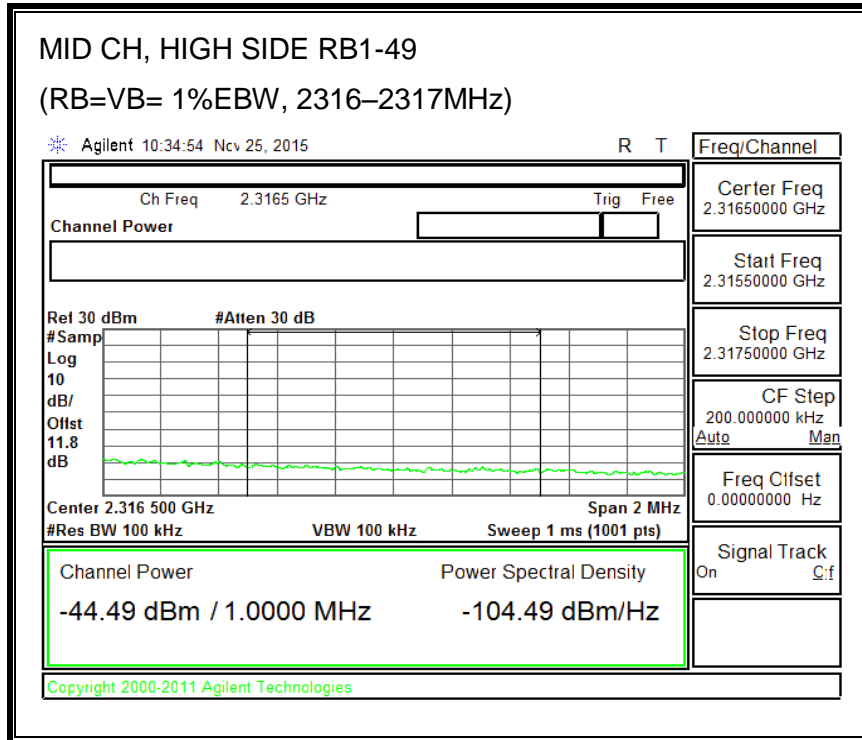 MID CH, HIGH SIDE RB1-49
(RB=VB= 1%EBW, 2316–2317MHz)
Agilent 10:34:54 Nov 25, 2015 R T
Freq/Channel
Ch Freq 2.3165 GHz Trig Free
Channel Power
Center Freq
2.31650000 GHz
Start Freq
2.31550000 GHz
Stop Freq
2.31750000 GHz
CF Step
200.000000 kHz
Auto Man
Freq Offset
0.00000000 Hz
Signal Track
On Off
Ref 30 dBm #Atten 30 dB
#Samp
Log
10
dB/
Offst
11.8
dB
Center 2.316 500 GHz Span 2 MHz
#Res BW 100 kHz VBW 100 kHz Sweep 1 ms (1001 pts)
Channel Power Power Spectral Density
-44.49 dBm / 1.0000 MHz -104.49 dBm/Hz
Copyright 2000-2011 Agilent Technologies